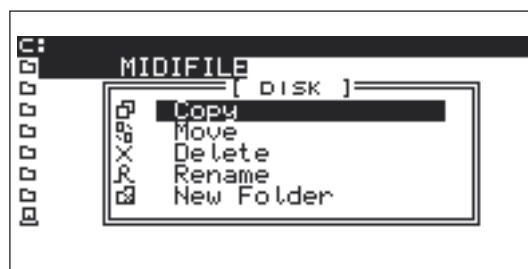 C:
MIDIFILE
[ DISK ]
Copy
Move
Delete
Rename
New Folder